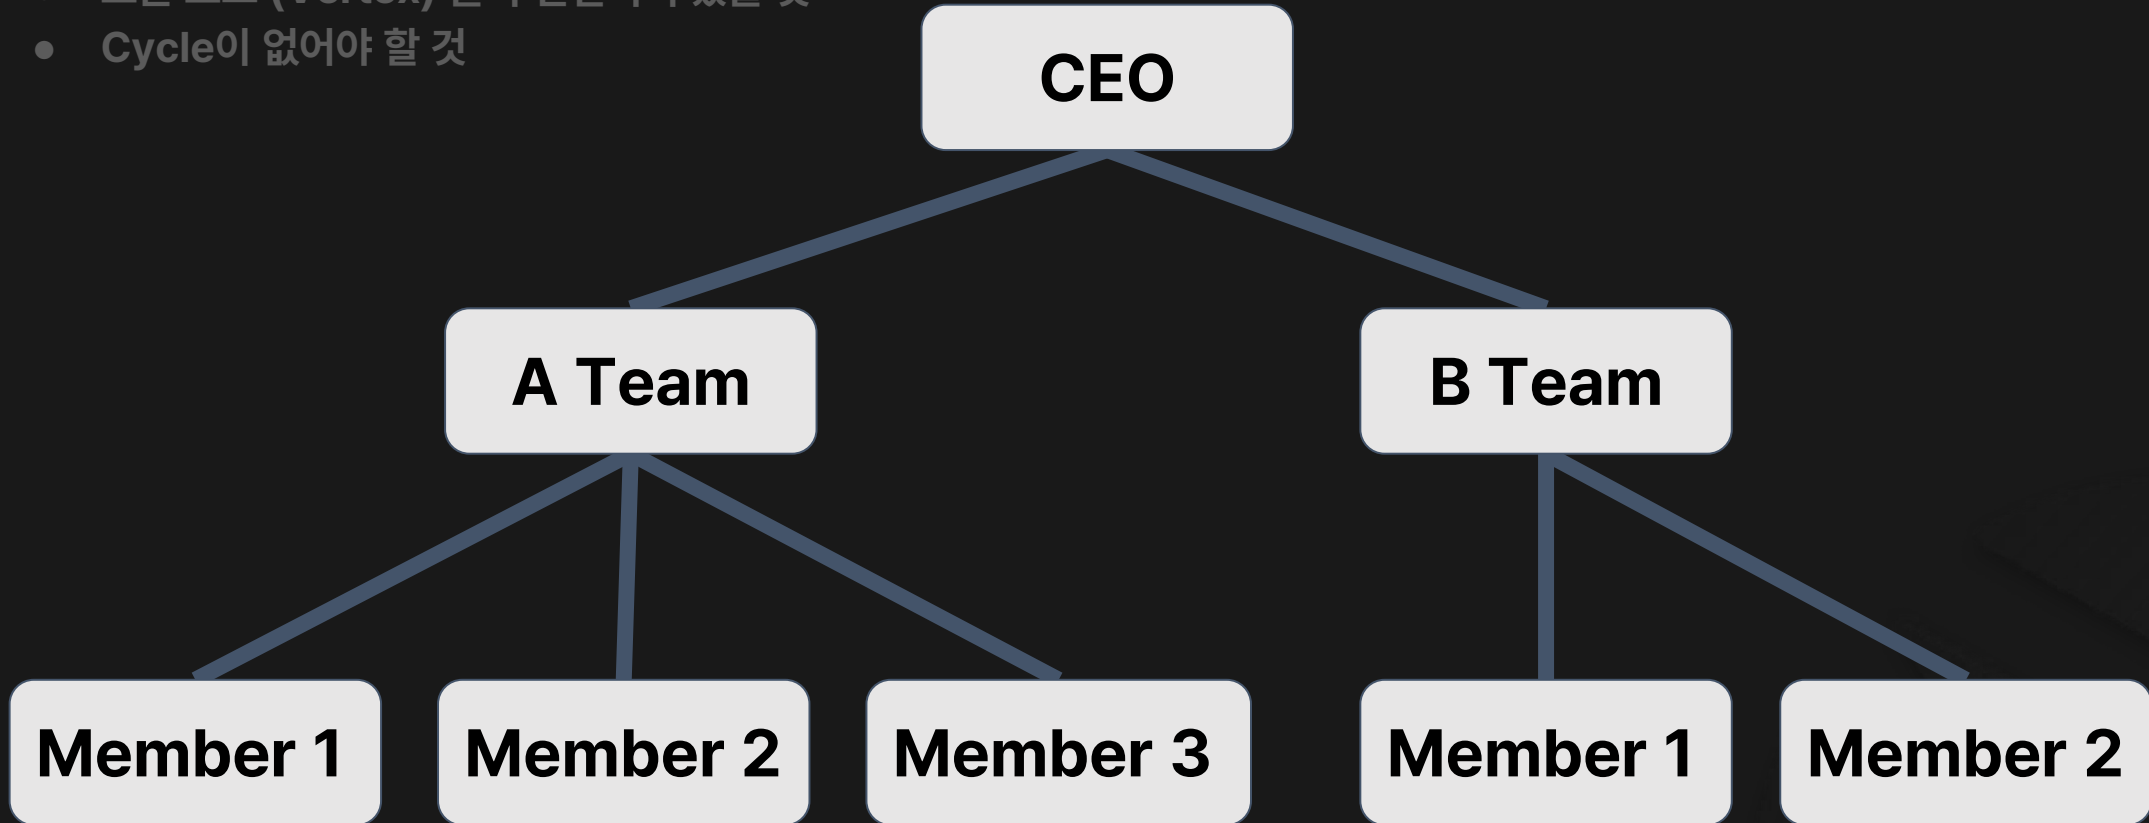 (Vertex)
● Cycle이 없어야 할 것
CEO
A Team
B Team
Member 1
Member 2
Member 3
Member 1
Member 2